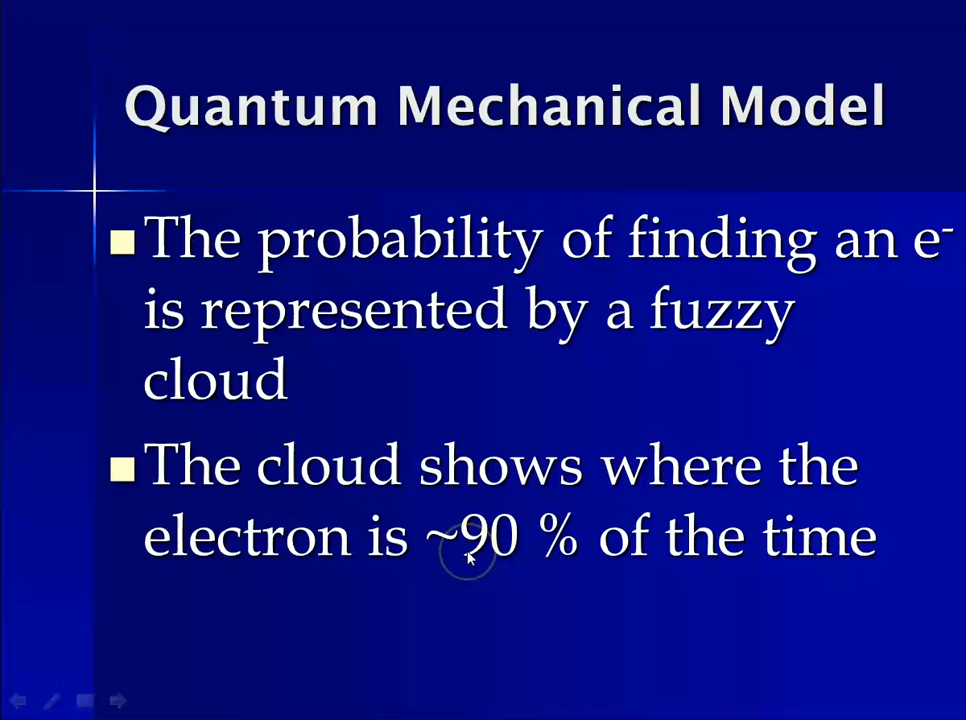 Quantum Mechanical Model
The probability of finding an e⁻
is represented by a fuzzy
cloud
The cloud shows where the
electron is ~90 % of the time